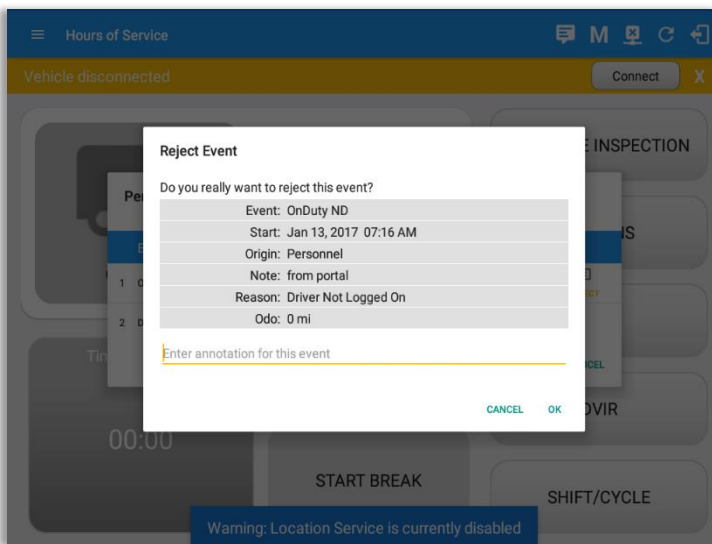 Hours of Service
M
Vehicle disconnected
Connect
X
INSPECTION
Reject Event
Do you really want to reject this event?
Event: OnDuty ND
Start: Jan 13, 2017 07:16 AM
Origin: Personnel
Note: from portal
Reason: Driver Not Logged On
Odo: 0 mi
Enter annotation for this event
CANCEL
OK
1
2
00:00
START BREAK
SHIFT/CYCLE
Warning: Location Service is currently disabled